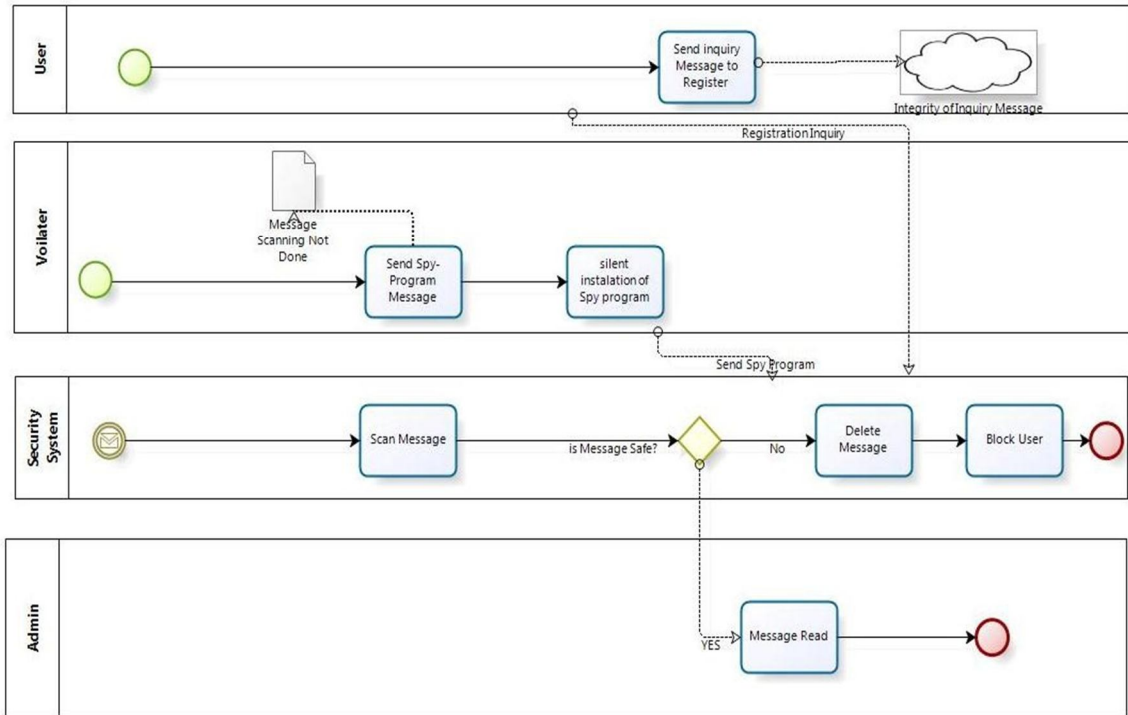 User
Send inquiry
Message to
Register
Integrity of Inquiry Message
Registration Inquiry
Voilater
Message
Scanning Not
Done
Send Spy-
Program
Message
silent
instalation of
Spy program
Send Spy Program
Security
System
Scan Message
is Message Safe?
No
Delete
Message
Block User
Admin
YES
Message Read